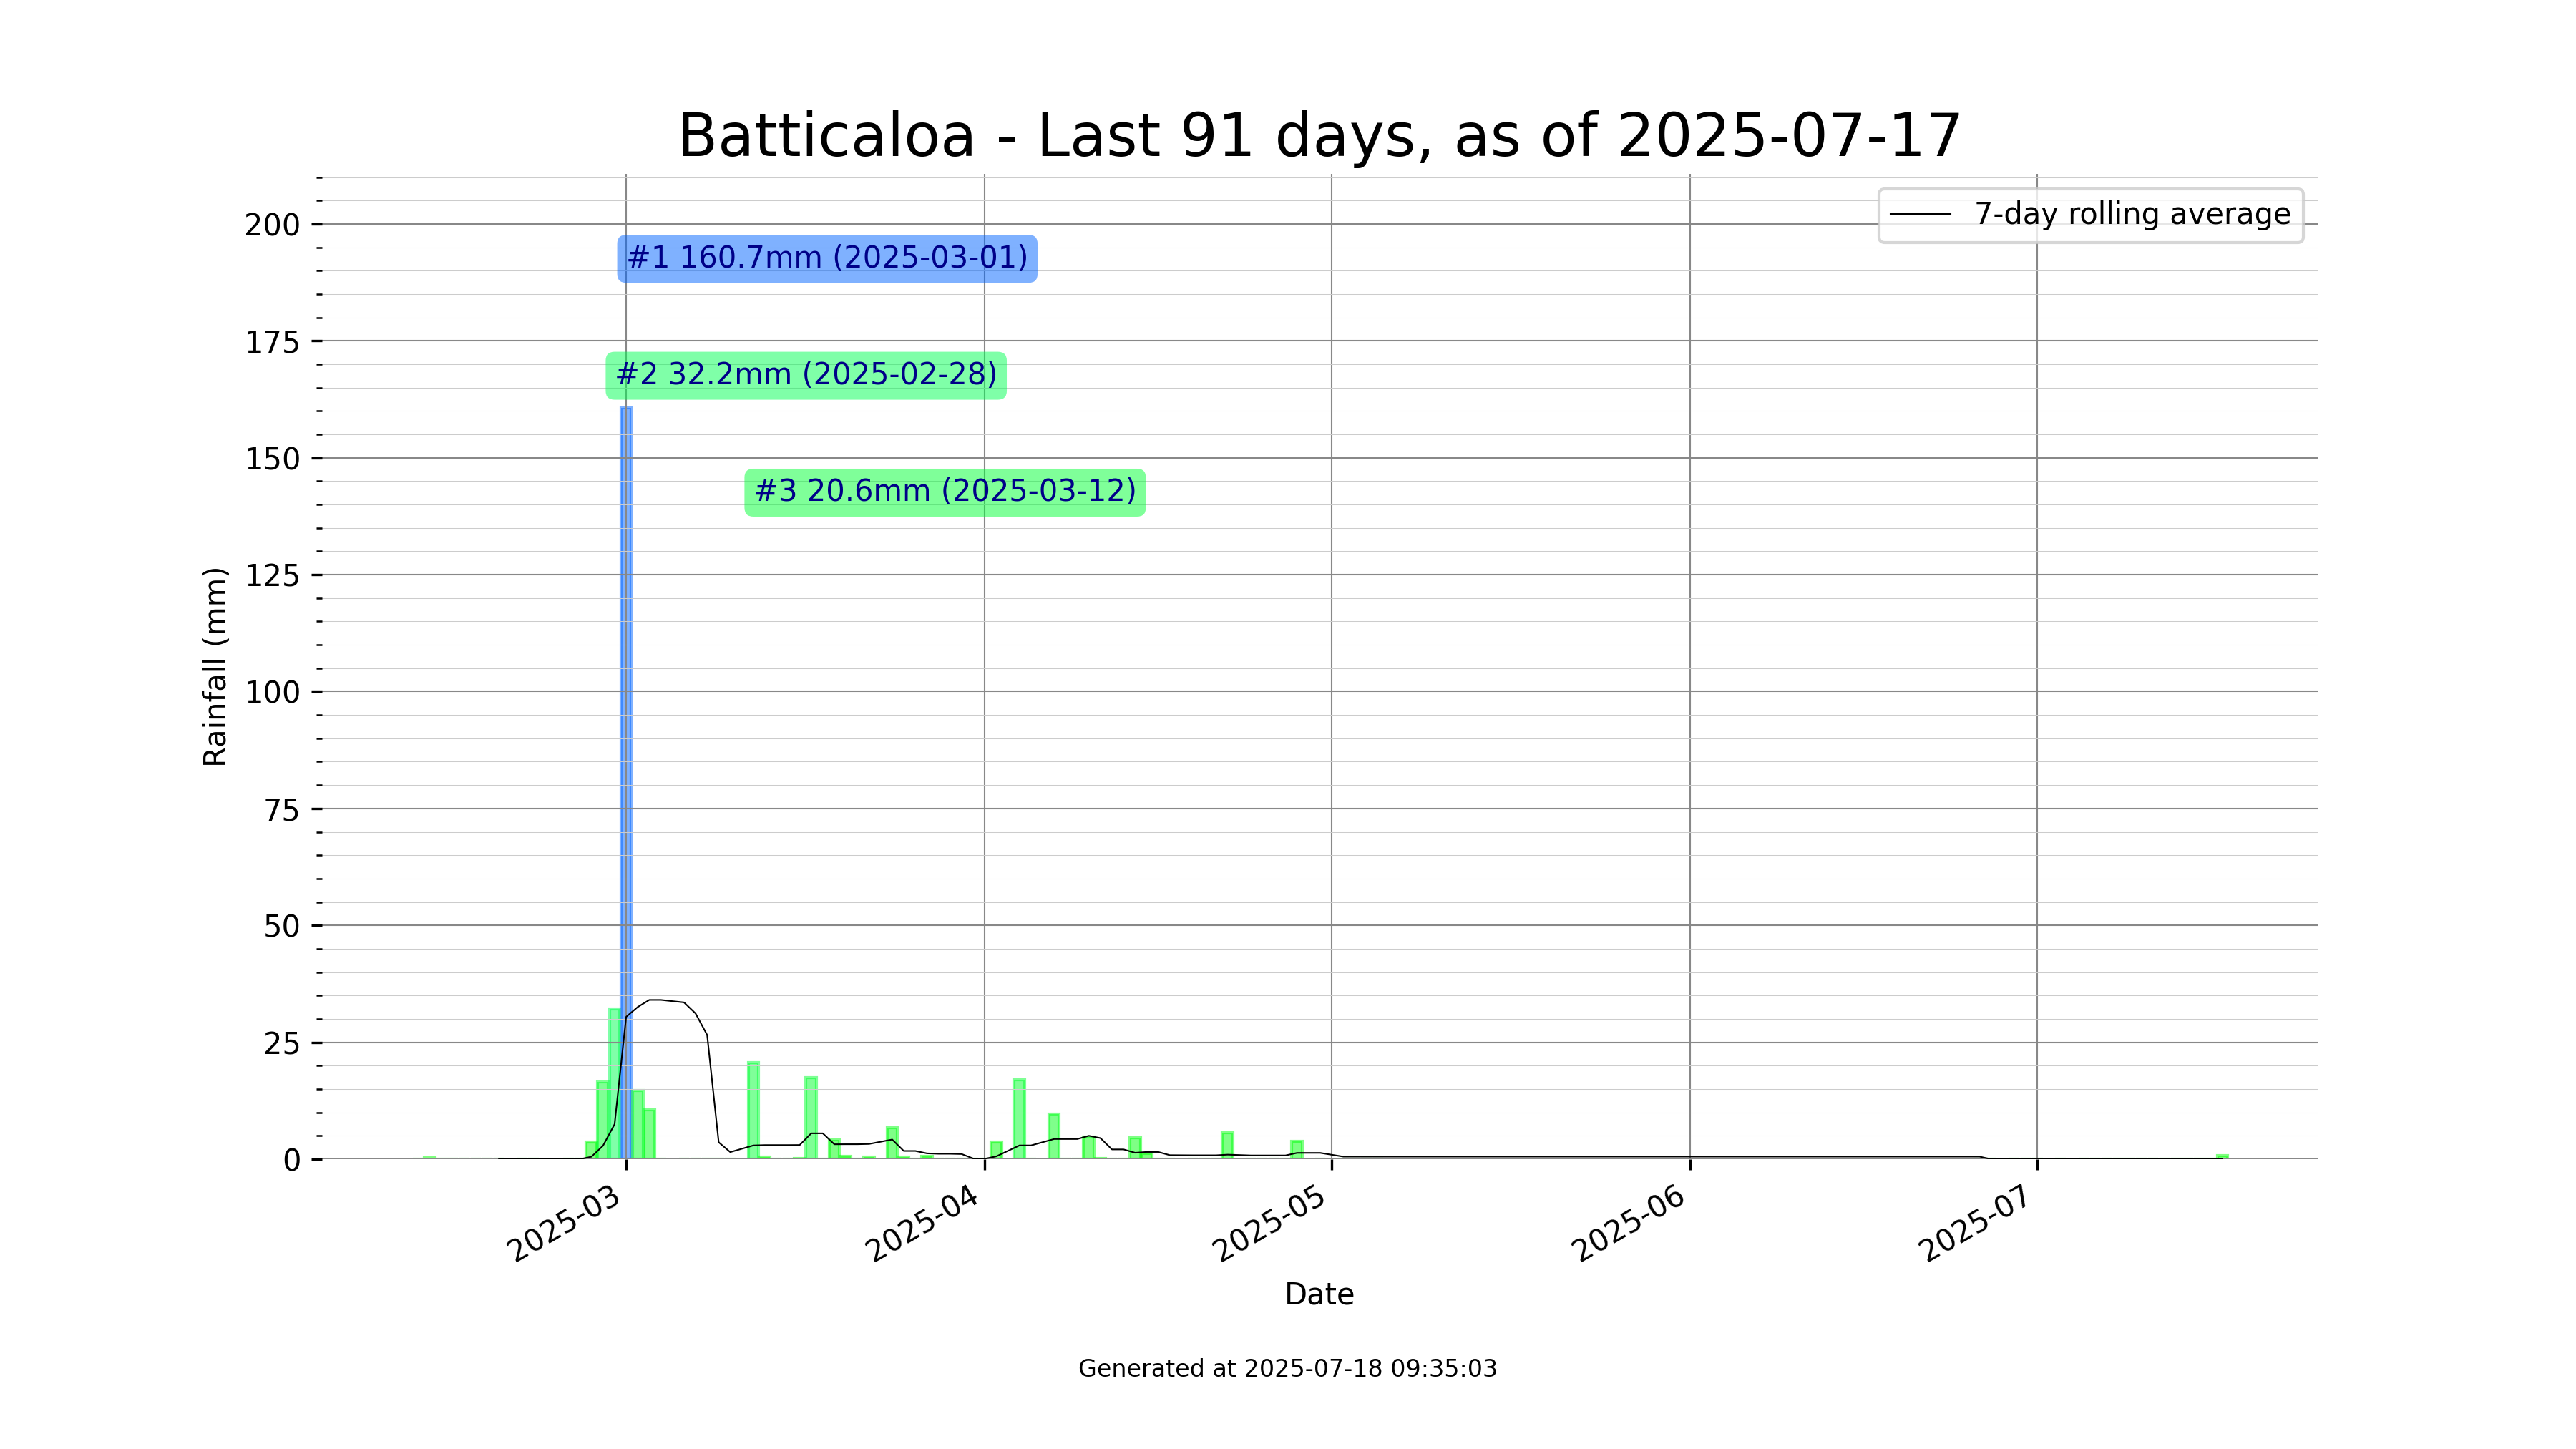 Batticaloa - Last 91 days, as of 2025-07-17
7-day rolling average
#1 160.7mm (2025-03-01)
#2 32.2mm (2025-02-28)
#3 20.6mm (2025-03-12)
Rainfall (mm)
200
175
150
125
100
75
50
25
0
2025-03
2025-04
2025-05
2025-06
2025-07
Date
Generated at 2025-07-18 09:35:03